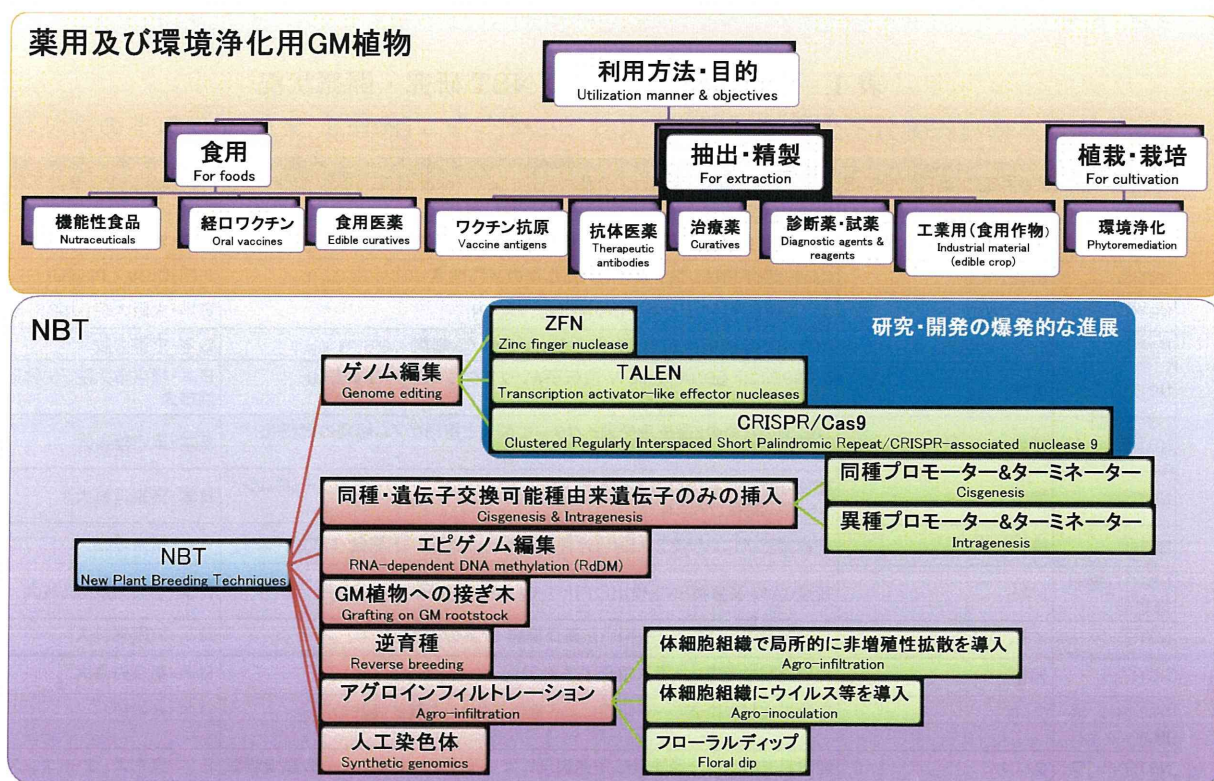 薬用及び環境浄化用GM植物
利用方法・目的
Utilization manner & objectives
食用
For foods
抽出・精製
For extraction
植栽・栽培
For cultivation
機能性食品
Nutraceuticals
経口ワクチン
Oral vaccines
食用医薬
Edible curatives
ワクチン抗原
Vaccine antigens
抗体医薬
Therapeutic
antibodies
治療薬
Curatives
診断薬・試薬
Diagnostic agents &
reagents
工業用(食用作物)
Industrial material
(edible crop)
環境浄化
Phytoremediation
NBT
研究・開発の爆発的な進展
ZFN
Zinc finger nuclease
ゲノム編集
Genome editing
TALEN
Transcription activator-like effector nucleases
CRISPR/Cas9
Clustered Regularly Interspaced Short Palindromic Repeat/CRISPR-associated nuclease 9
同種・遺伝子交換可能種由来遺伝子のみの挿入
Cisgenesis & Intragenesis
同種プロモーター&ターミネーター
Cisgenesis
異種プロモーター&ターミネーター
Intragenesis
NBT
New Plant Breeding Techniques
エピゲノム編集
RNA-dependent DNA methylation (RdDM)
GM植物への接ぎ木
Grafting on GM rootstock
逆育種
Reverse breeding
アグロインフィルトレーション
Agro-infiltration
体細胞組織で局所的に非増殖性拡散を導入
Agro-infiltration
体細胞組織にウイルス等を導入
Agro-inoculation
フローラルディップ
Floral dip
人工染色体
Synthetic genomics